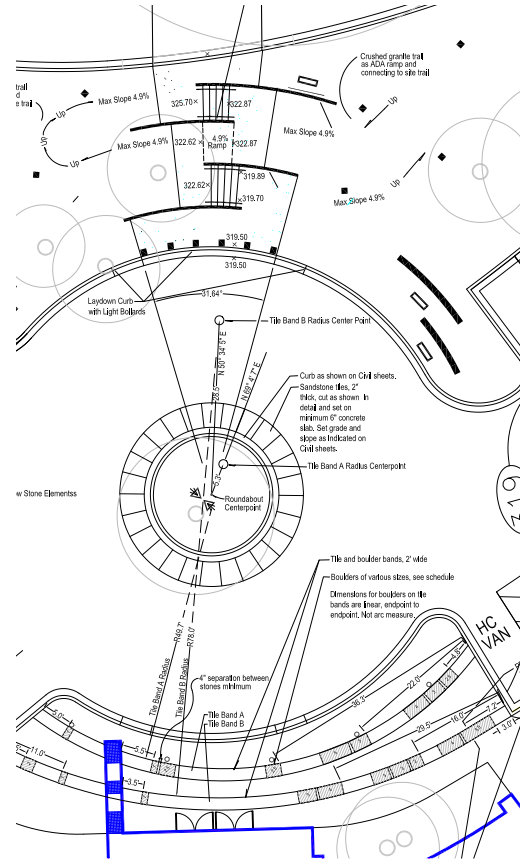 Crushed granite trail
as ADA ramp and
connecting to site trail
trail
d
e trail
Up
Max Slope 4.9%
325.70
322.87
Max Slope 4.9%
322.62
4.9%
Ramp
322.87
Max Slope 4.9%
Up
Up
319.89
322.62
319.70
Up
Max Slope 4.9%
319.50
319.50
31.64°
Laydown Curb
with Light Bollards
Tile Band B Radius Center Point
N 50° 34' 5" E
28.5'
N 69° 4' 7" E
Curb as shown on Civil sheets.
Sandstone tiles, 2"
thick, cut as shown in
detail and set on
minimum 6" concrete
slab. Set grade and
slope as indicated on
Civil sheets.
Tile Band A Radius Centerpoint
5.3'
Roundabout
Centerpoint
w Stone Elementss
319
Tile and boulder bands, 2' wide
Boulders of various sizes, see schedule
Dimensions for boulders on tile
bands are linear, endpoint to
endpoint. Not arc measure.
HC
VAN
R49.7'
R78.0'
Tile Band A Radius
Tile Band B Radius
4" separation between
stones minimum
Tile Band A
Tile Band B
5.0'
11.0'
5.5'
3.5'
36.3'
22.0'
4.8'
29.5'
16.0'
7.2'
3.0'